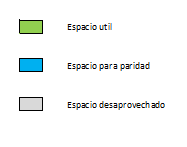 Espacio util
Espacio para paridad
Espacio desaprovechado